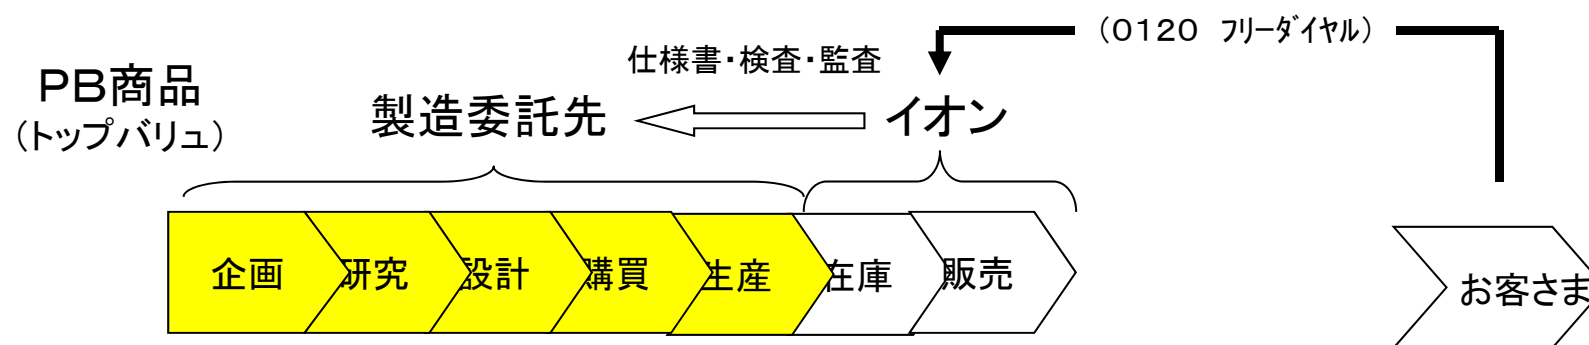 (0120 フリーダイヤル)
仕様書・検査・監査
PB商品
(トップバリュ)
製造委託先
イオン
企画
研究
設計
購買
生産
在庫
販売
お客さま